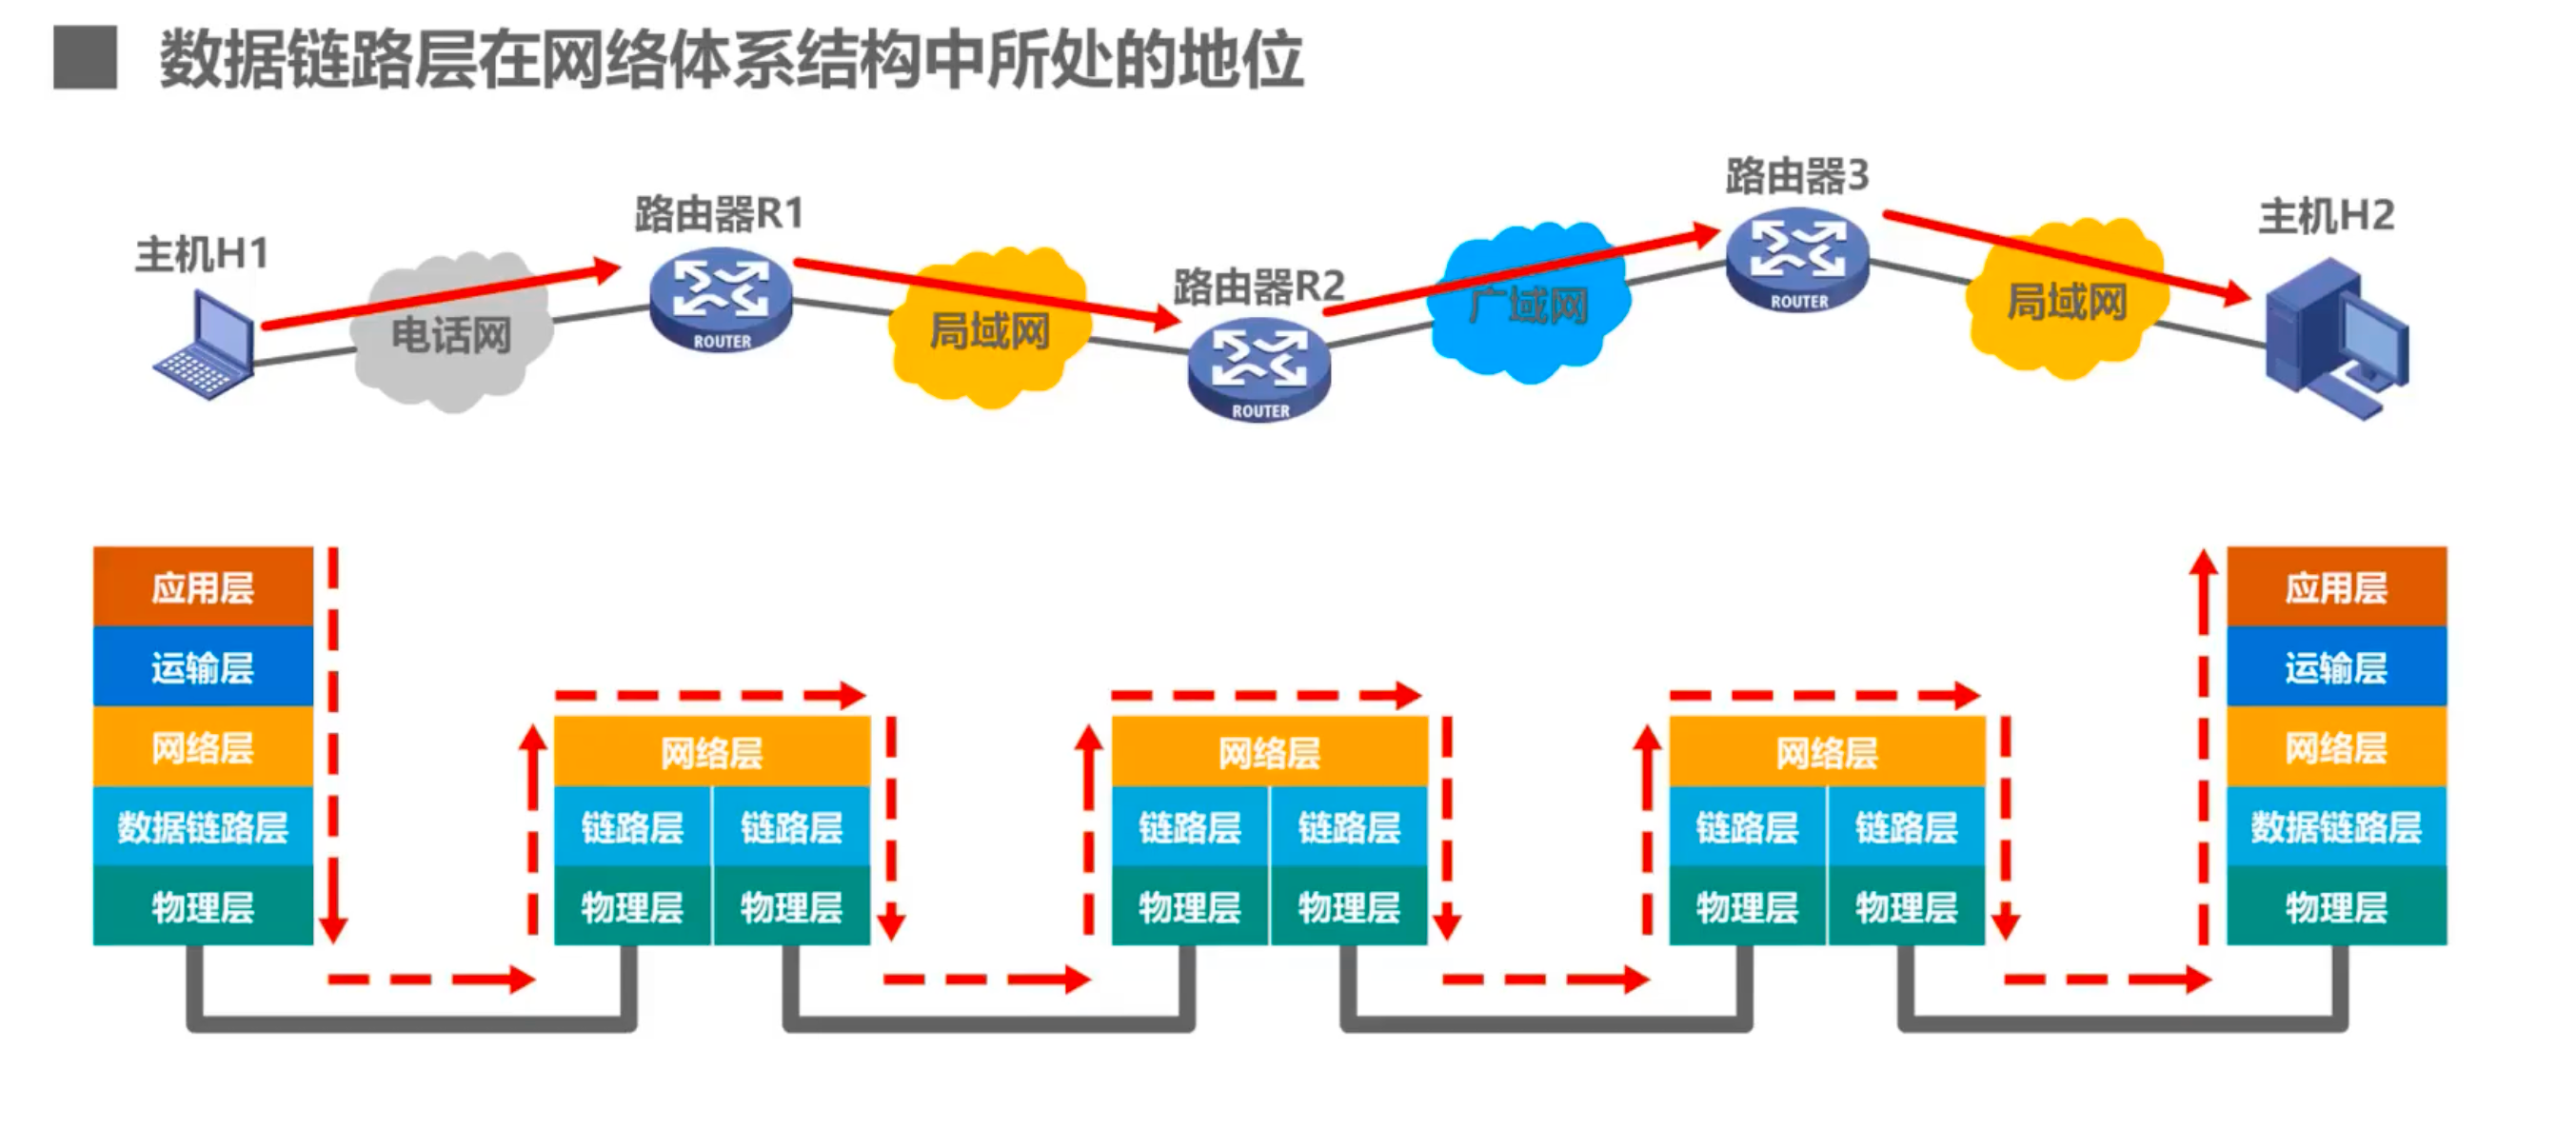 数据链路层在网络体系结构中所处的地位
主机H1
电话网
路由器R1
ROUTER
局域网
路由器R2
ROUTER
广域网
路由器3
ROUTER
局域网
主机H2
应用层
运输层
网络层
数据链路层
物理层
网络层
链路层 链路层
物理层 物理层
网络层
链路层 链路层
物理层 物理层
网络层
链路层 链路层
物理层 物理层
应用层
运输层
网络层
数据链路层
物理层